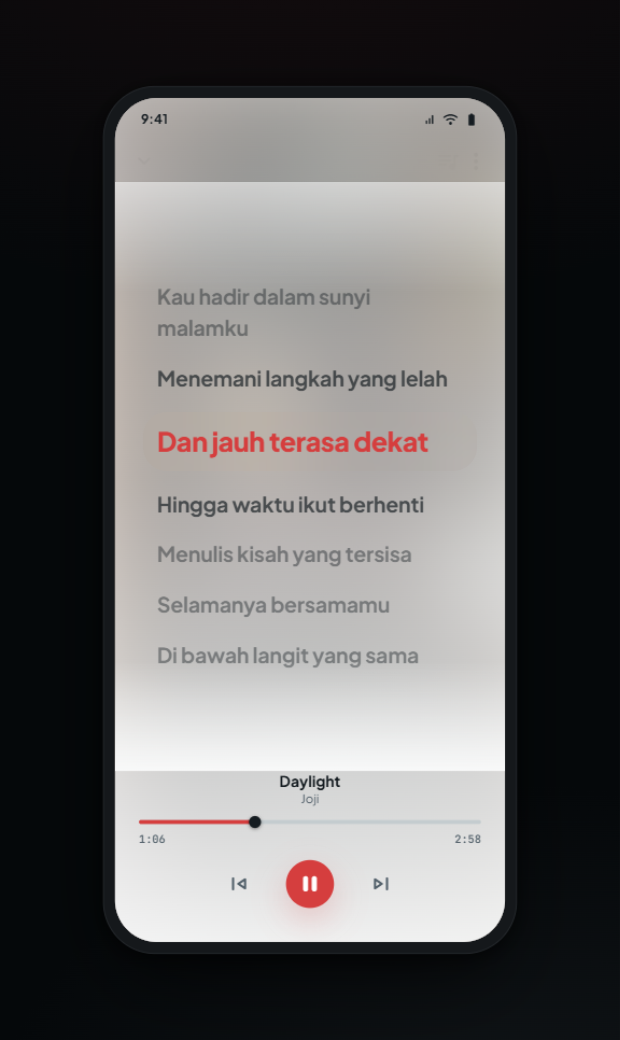 9:41
Kau hadir dalam sunyi
malamku
Menemani langkah yang lelah
Dan jauh terasa dekat
Hingga waktu ikut berhenti
Menulis kisah yang tersisa
Selamanya bersamamu
Di bawah langit yang sama
Daylight
Joji
1:06 2:58